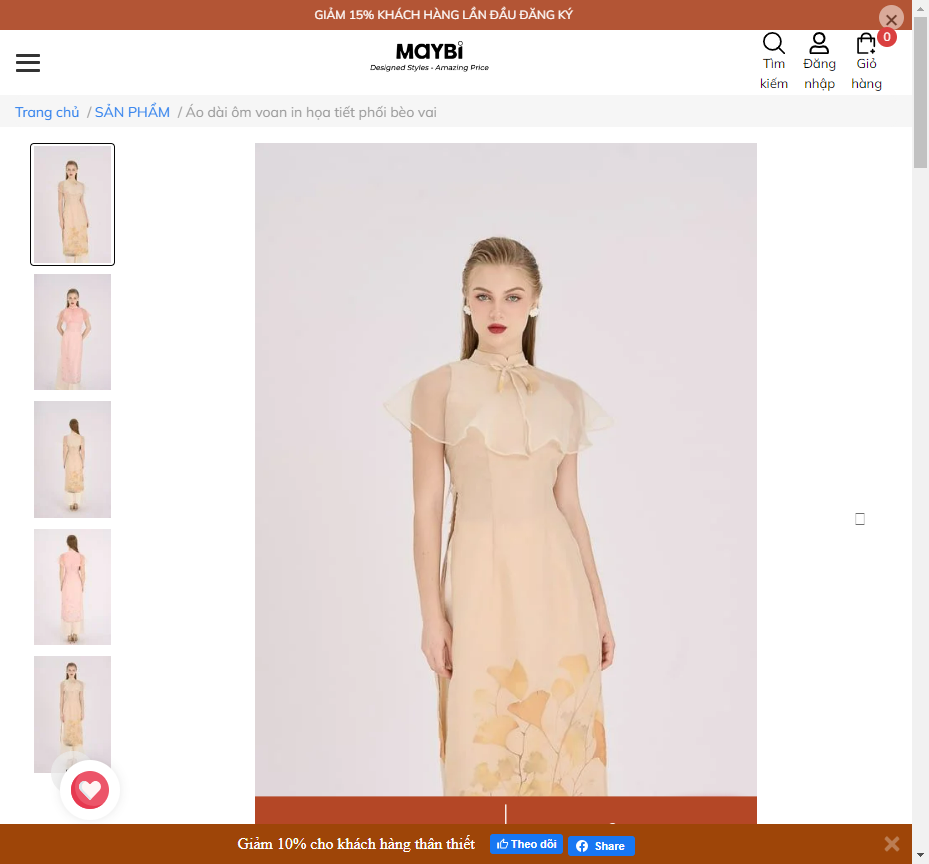 GIẢM 15% KHÁCH HÀNG LẦN ĐẦU ĐĂNG KÝ
MAYBI
Designed Styles - Amazing Price
Tìm kiếm
Đăng nhập
0
Giỏ hàng
Trang chủ / SẢN PHẨM / Áo dài ôm voan in họa tiết phối bèo vai
Giảm 10% cho khách hàng thân thiết
Theo dõi
Share